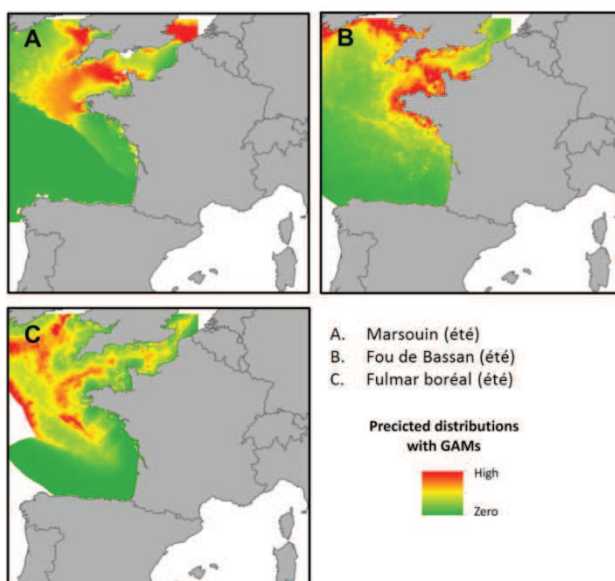 A
B
C
A. Marsouin (été)
B. Fou de Bassan (été)
C. Fulmar boréal (été)
Precicted distributions
with GAMs
High
Zero